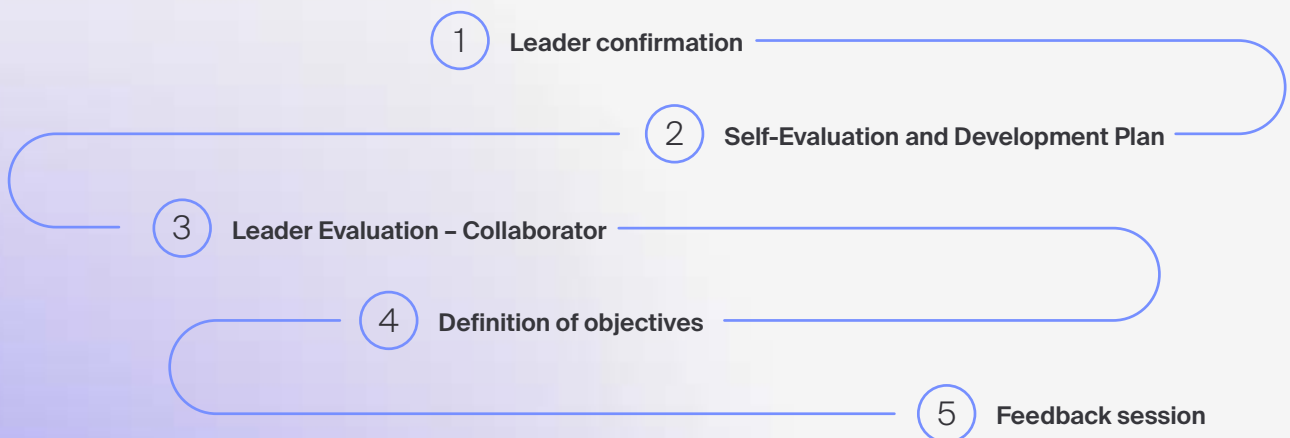 1 Leader confirmation
2 Self-Evaluation and Development Plan
3 Leader Evaluation – Collaborator
4 Definition of objectives
5 Feedback session